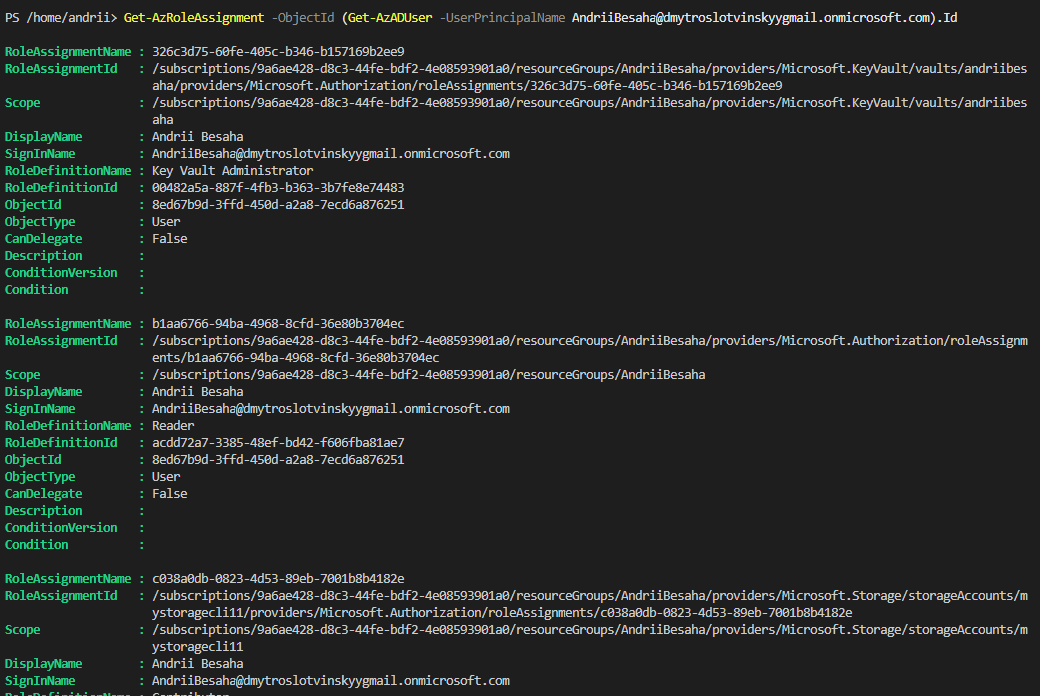 PS /home/andrii> Get-AzRoleAssignment -ObjectId (Get-AzADUser -UserPrincipalName AndriiBesaha@dmytroslotvinskyygmail.onmicrosoft.com).Id
RoleAssignmentName : 326c3d75-60fe-405c-b346-b157169b2ee9
RoleAssignmentId : /subscriptions/9a6ae428-d8c3-44fe-bdf2-4e08593901a0/resourceGroups/AndriiBesaha/providers/Microsoft.KeyVault/vaults/andriibes
aha/providers/Microsoft.Authorization/roleAssignments/326c3d75-60fe-405c-b346-b157169b2ee9
Scope : /subscriptions/9a6ae428-d8c3-44fe-bdf2-4e08593901a0/resourceGroups/AndriiBesaha/providers/Microsoft.KeyVault/vaults/andriibes
aha
DisplayName : Andrii Besaha
SignInName : AndriiBesaha@dmytroslotvinskyygmail.onmicrosoft.com
RoleDefinitionName : Key Vault Administrator
RoleDefinitionId : 00482a5a-887f-4fb3-b363-3b7fe8e74483
ObjectId : 8ed67b9d-3ffd-450d-a2a8-7ecd6a876251
ObjectType : User
CanDelegate : False
Description :
ConditionVersion :
Condition :
RoleAssignmentName : b1aa6766-94ba-4968-8cfd-36e80b3704ec
RoleAssignmentId : /subscriptions/9a6ae428-d8c3-44fe-bdf2-4e08593901a0/resourceGroups/AndriiBesaha/providers/Microsoft.Authorization/roleAssignm
ents/b1aa6766-94ba-4968-8cfd-36e80b3704ec
Scope : /subscriptions/9a6ae428-d8c3-44fe-bdf2-4e08593901a0/resourceGroups/AndriiBesaha
DisplayName : Andrii Besaha
SignInName : AndriiBesaha@dmytroslotvinskyygmail.onmicrosoft.com
RoleDefinitionName : Reader
RoleDefinitionId : acdd72a7-3385-48ef-bd42-f606fba81ae7
ObjectId : 8ed67b9d-3ffd-450d-a2a8-7ecd6a876251
ObjectType : User
CanDelegate : False
Description :
ConditionVersion :
Condition :
RoleAssignmentName : c038a0db-0823-4d53-89eb-7001b8b4182e
RoleAssignmentId : /subscriptions/9a6ae428-d8c3-44fe-bdf2-4e08593901a0/resourceGroups/AndriiBesaha/providers/Microsoft.Storage/storageAccounts/m
ystoragecli11/providers/Microsoft.Authorization/roleAssignments/c038a0db-0823-4d53-89eb-7001b8b4182e
Scope : /subscriptions/9a6ae428-d8c3-44fe-bdf2-4e08593901a0/resourceGroups/AndriiBesaha/providers/Microsoft.Storage/storageAccounts/m
ystoragecli11
DisplayName : Andrii Besaha
SignInName : AndriiBesaha@dmytroslotvinskyygmail.onmicrosoft.com